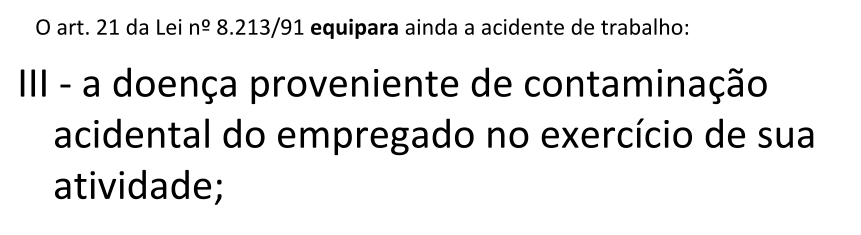 O art. 21 da Lei nº 8.213/91 equipara ainda a acidente de trabalho:
III - a doença proveniente de contaminação
acidental do empregado no exercício de sua
atividade;